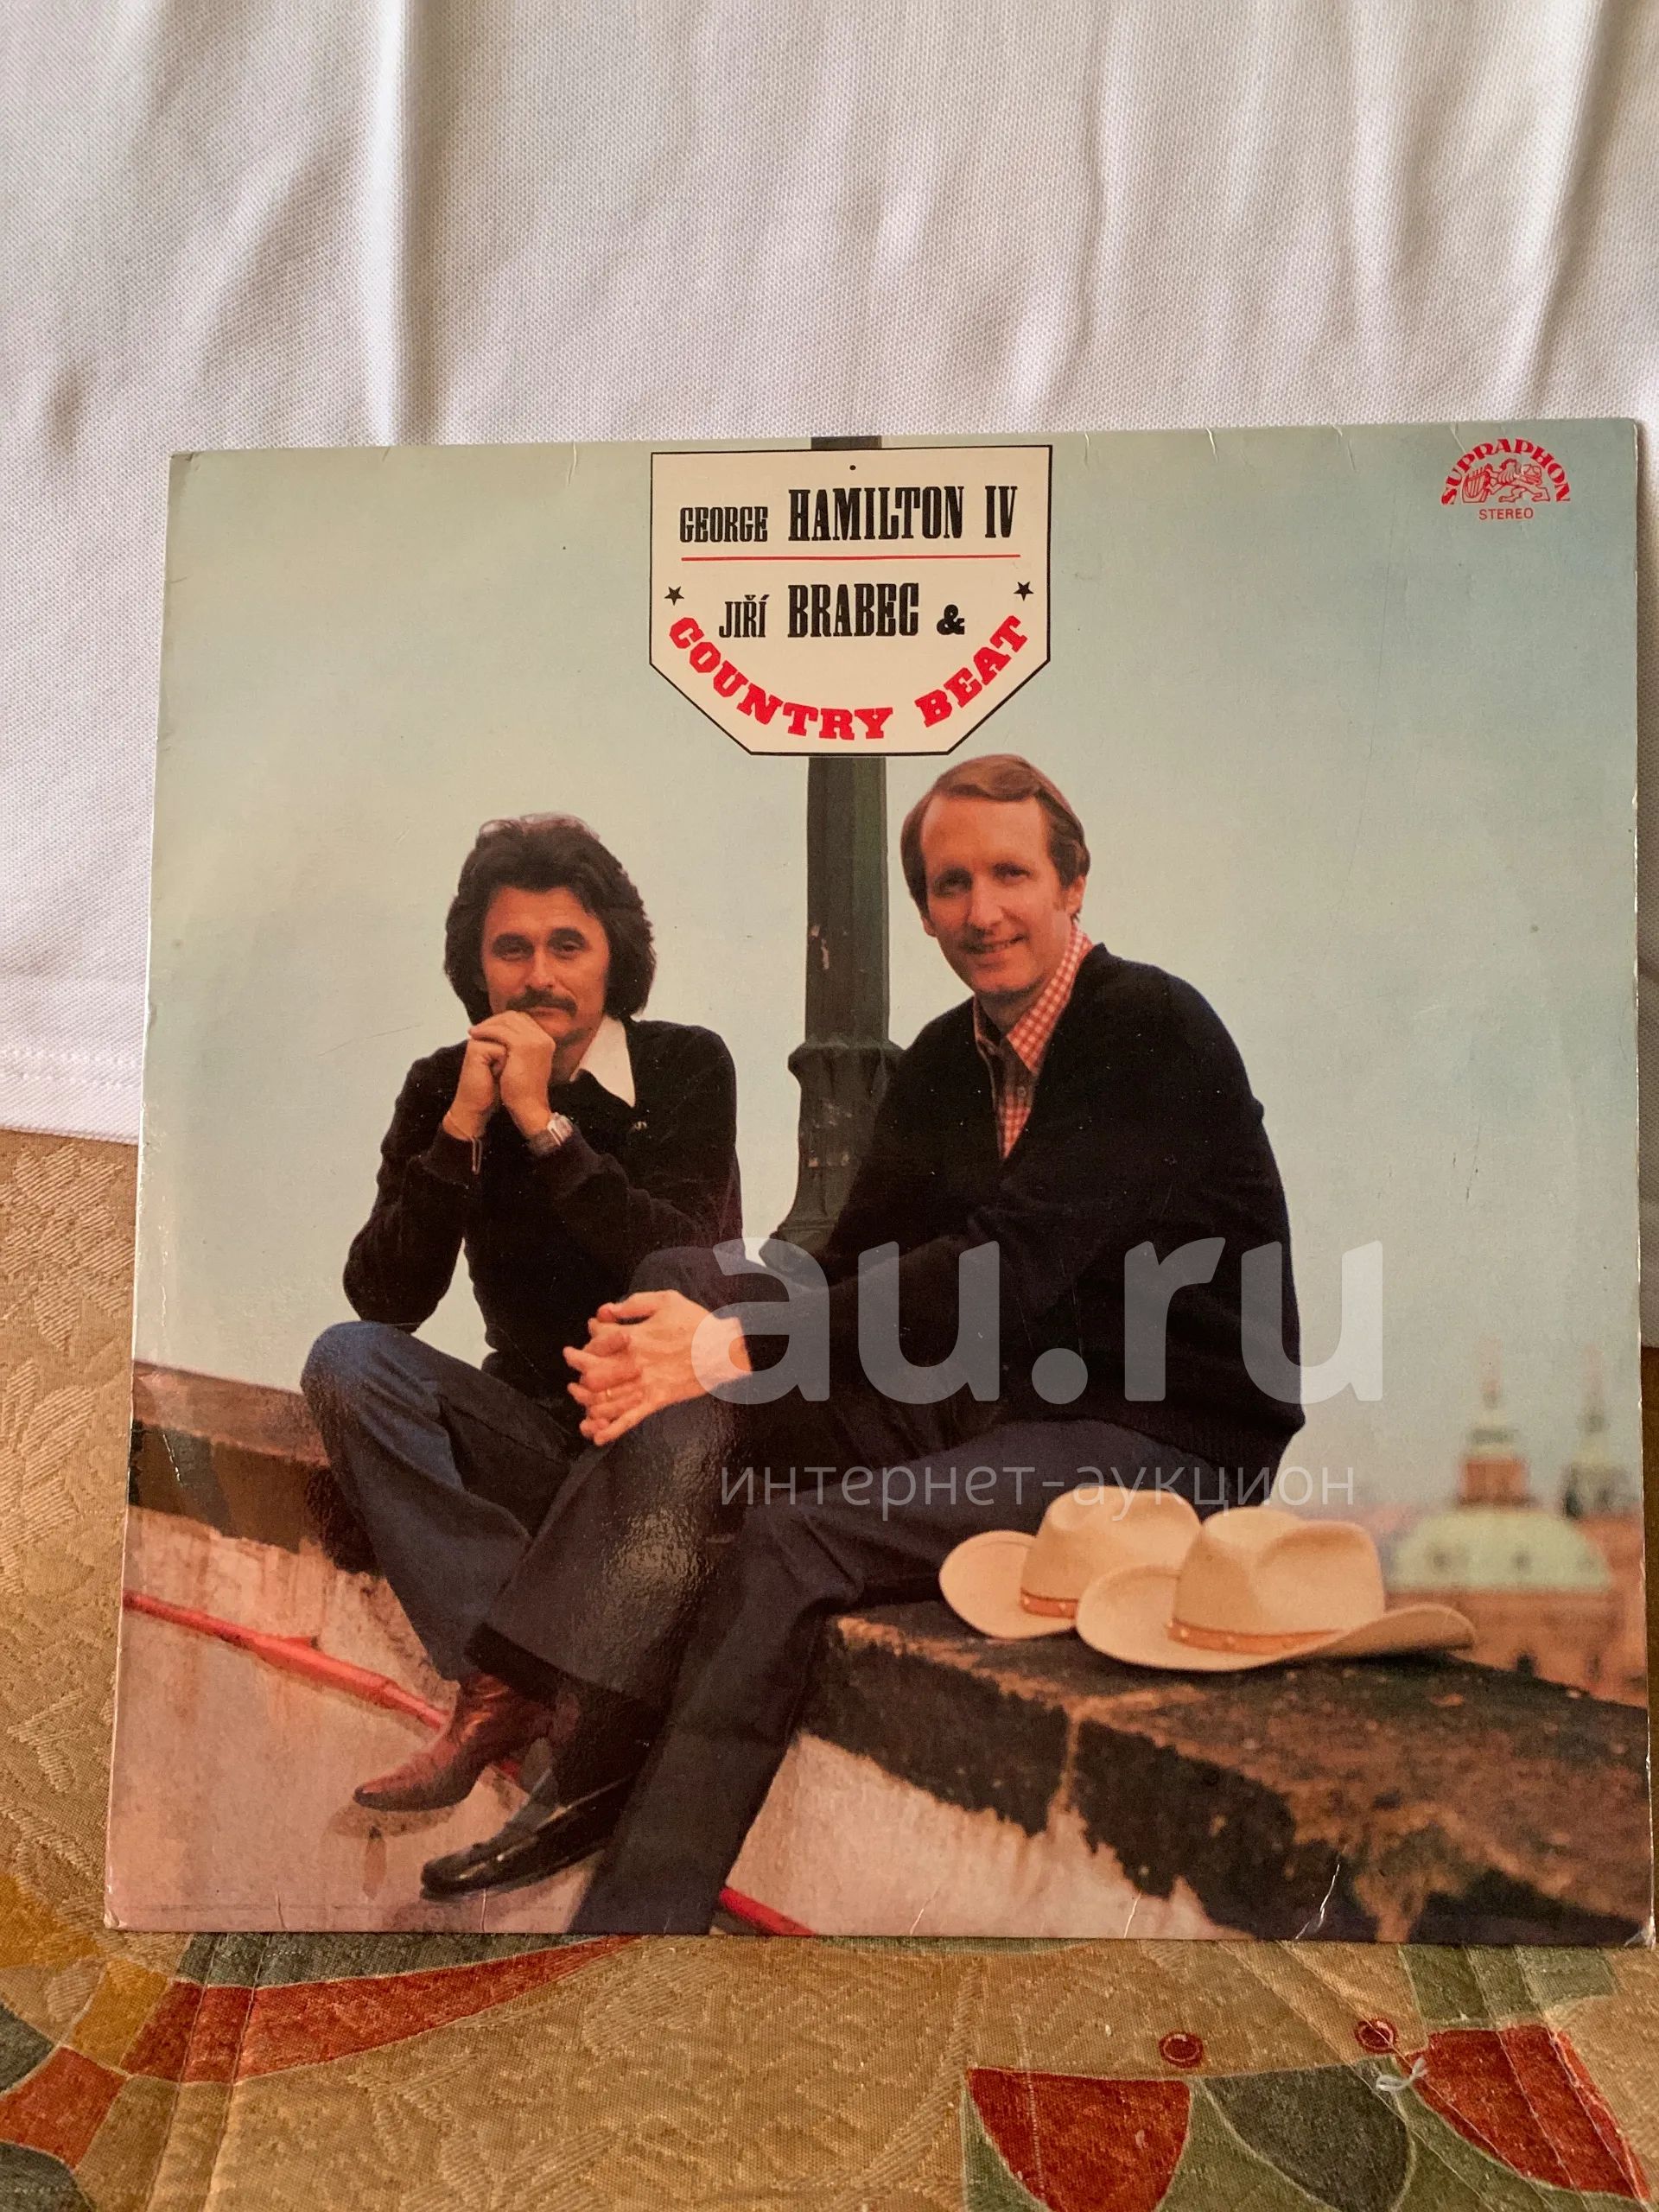 GEORGE HAMILTON IV
JIŘÍ BRABEC &
COUNTRY BEAT
SUPRAPHON
STEREO
au.ru
интернет-аукцион